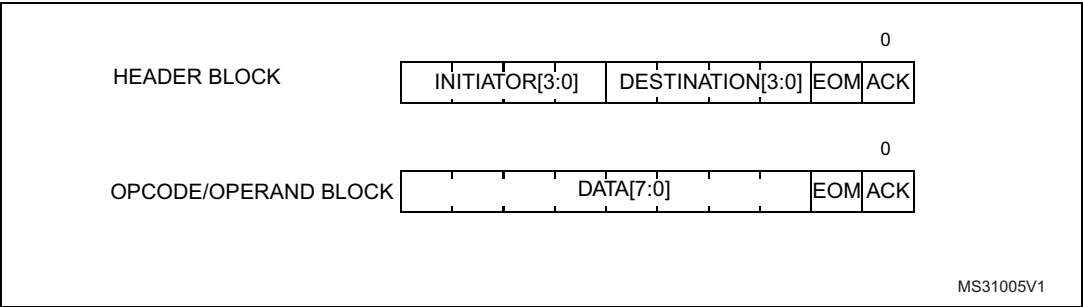 0
HEADER BLOCK INITIATOR[3:0] DESTINATION[3:0] EOM ACK
0
OPCODE/OPERAND BLOCK DATA[7:0] EOM ACK
MS31005V1